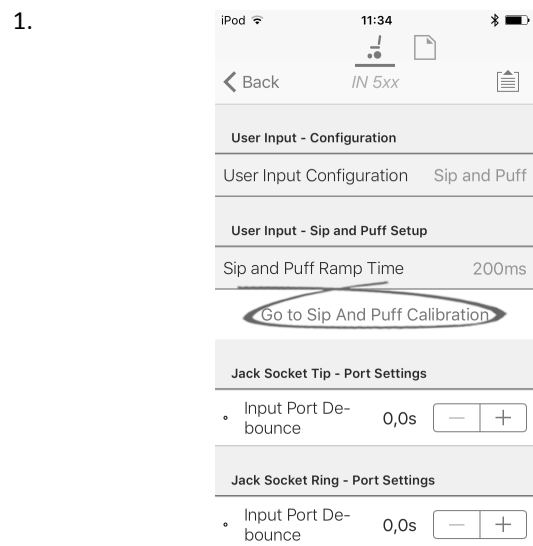 1.
iPod 11:34
Back IN 5xx
User Input - Configuration
User Input Configuration Sip and Puff
User Input - Sip and Puff Setup
Sip and Puff Ramp Time 200ms
Go to Sip And Puff Calibration
Jack Socket Tip - Port Settings
Input Port De-
bounce 0,0s — +
Jack Socket Ring - Port Settings
Input Port De-
bounce 0,0s — +